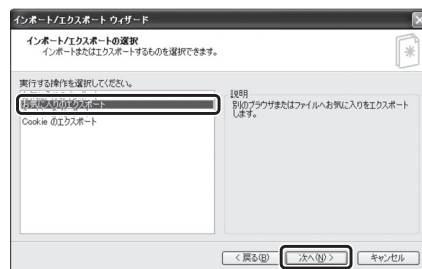 インポート/エクスポート ウィザード
インポート/エクスポートの選択
インポートまたはエクスポートするものを選択できます。
実行する操作を選択してください。
お気に入りのエクスポート
Cookie のエクスポート
説明
別のブラウザまたはファイルへお気に入りをエクスポート
します。
< 戻る(B)
次へ(N) >
キャンセル